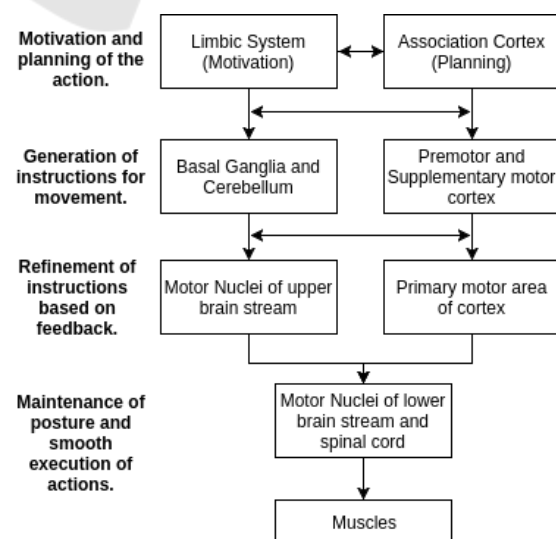 Motivation and
planning of the
action.
Limbic System
(Motivation)
Association Cortex
(Planning)
Generation of
instructions for
movement.
Basal Ganglia and
Cerebellum
Premotor and
Supplementary motor
cortex
Refinement of
instructions
based on
feedback.
Motor Nuclei of upper
brain stream
Primary motor area
of cortex
Maintenance of
posture and
smooth
execution of
actions.
Motor Nuclei of lower
brain stream and
spinal cord
Muscles